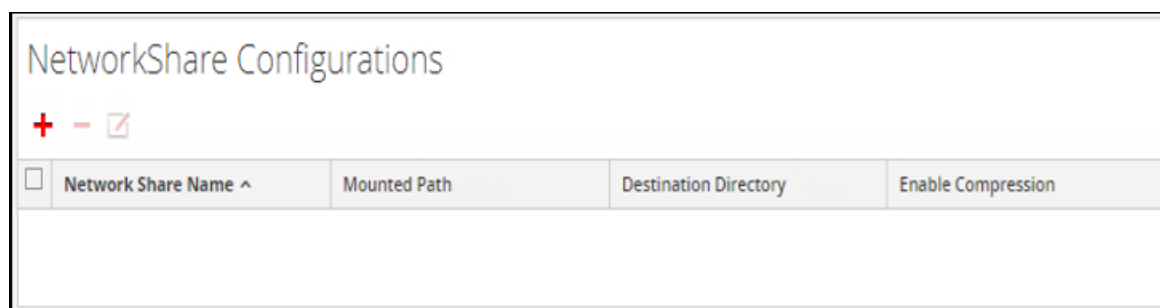 NetworkShare Configurations
Network Share Name Mounted Path Destination Directory Enable Compression